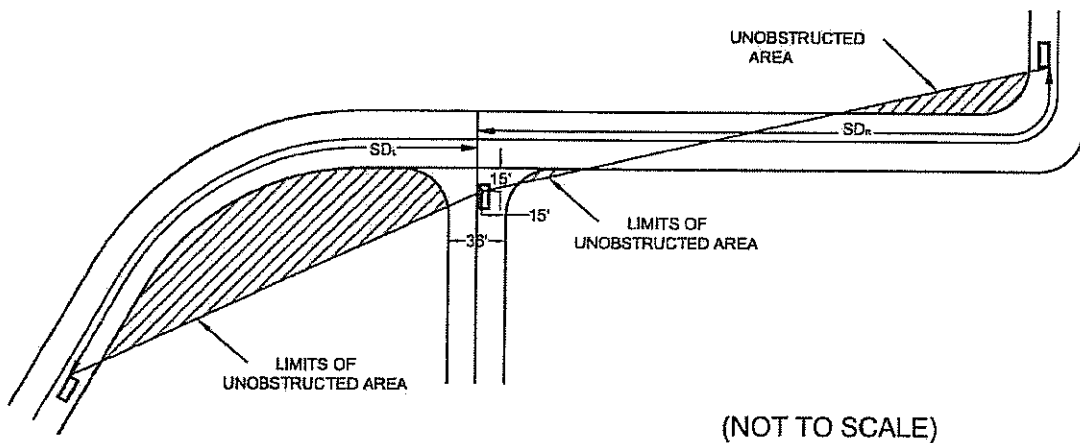 UNOBSTRUCTED
AREA
SDL
SDR
15'
15'
36'
LIMITS OF
UNOBSTRUCTED AREA
LIMITS OF
UNOBSTRUCTED AREA
(NOT TO SCALE)